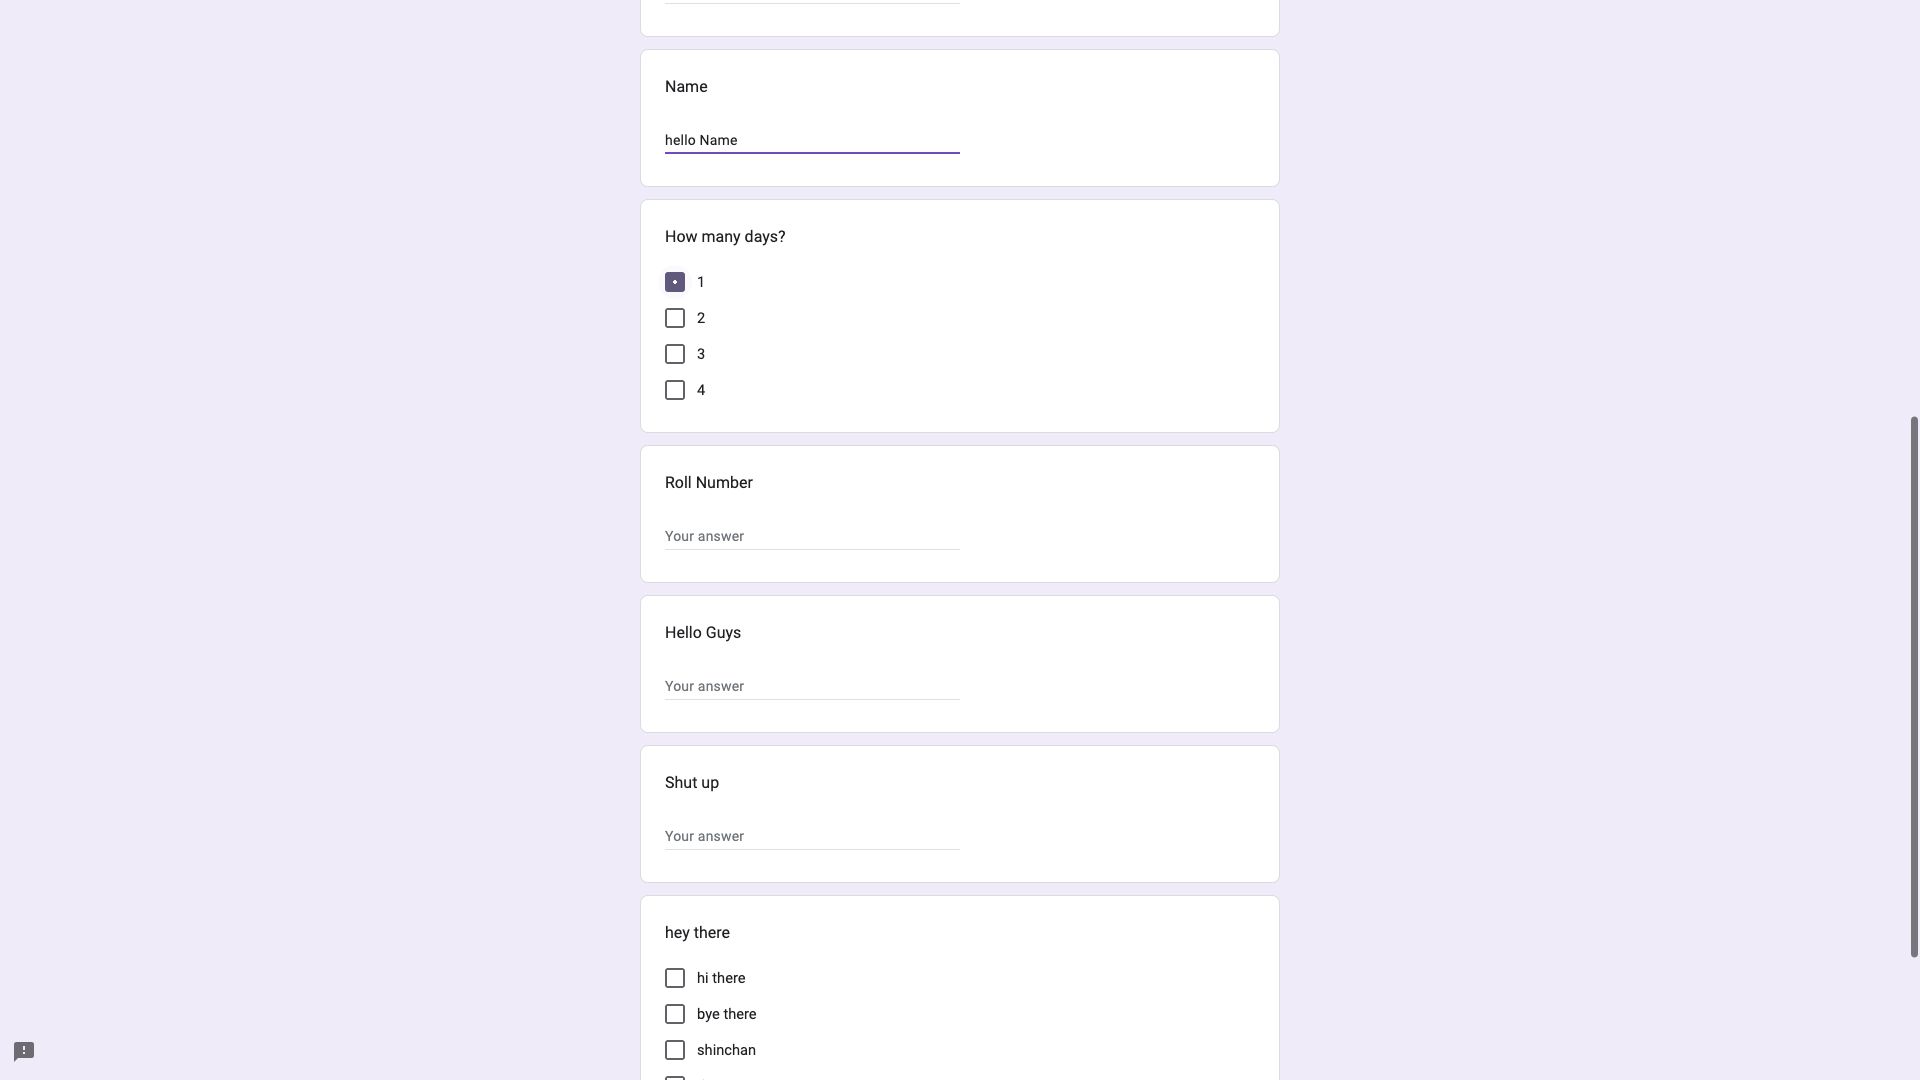 Name
hello Name
How many days?
1
2
3
4
Roll Number
Your answer
Hello Guys
Your answer
Shut up
Your answer
hey there
hi there
bye there
shinchan